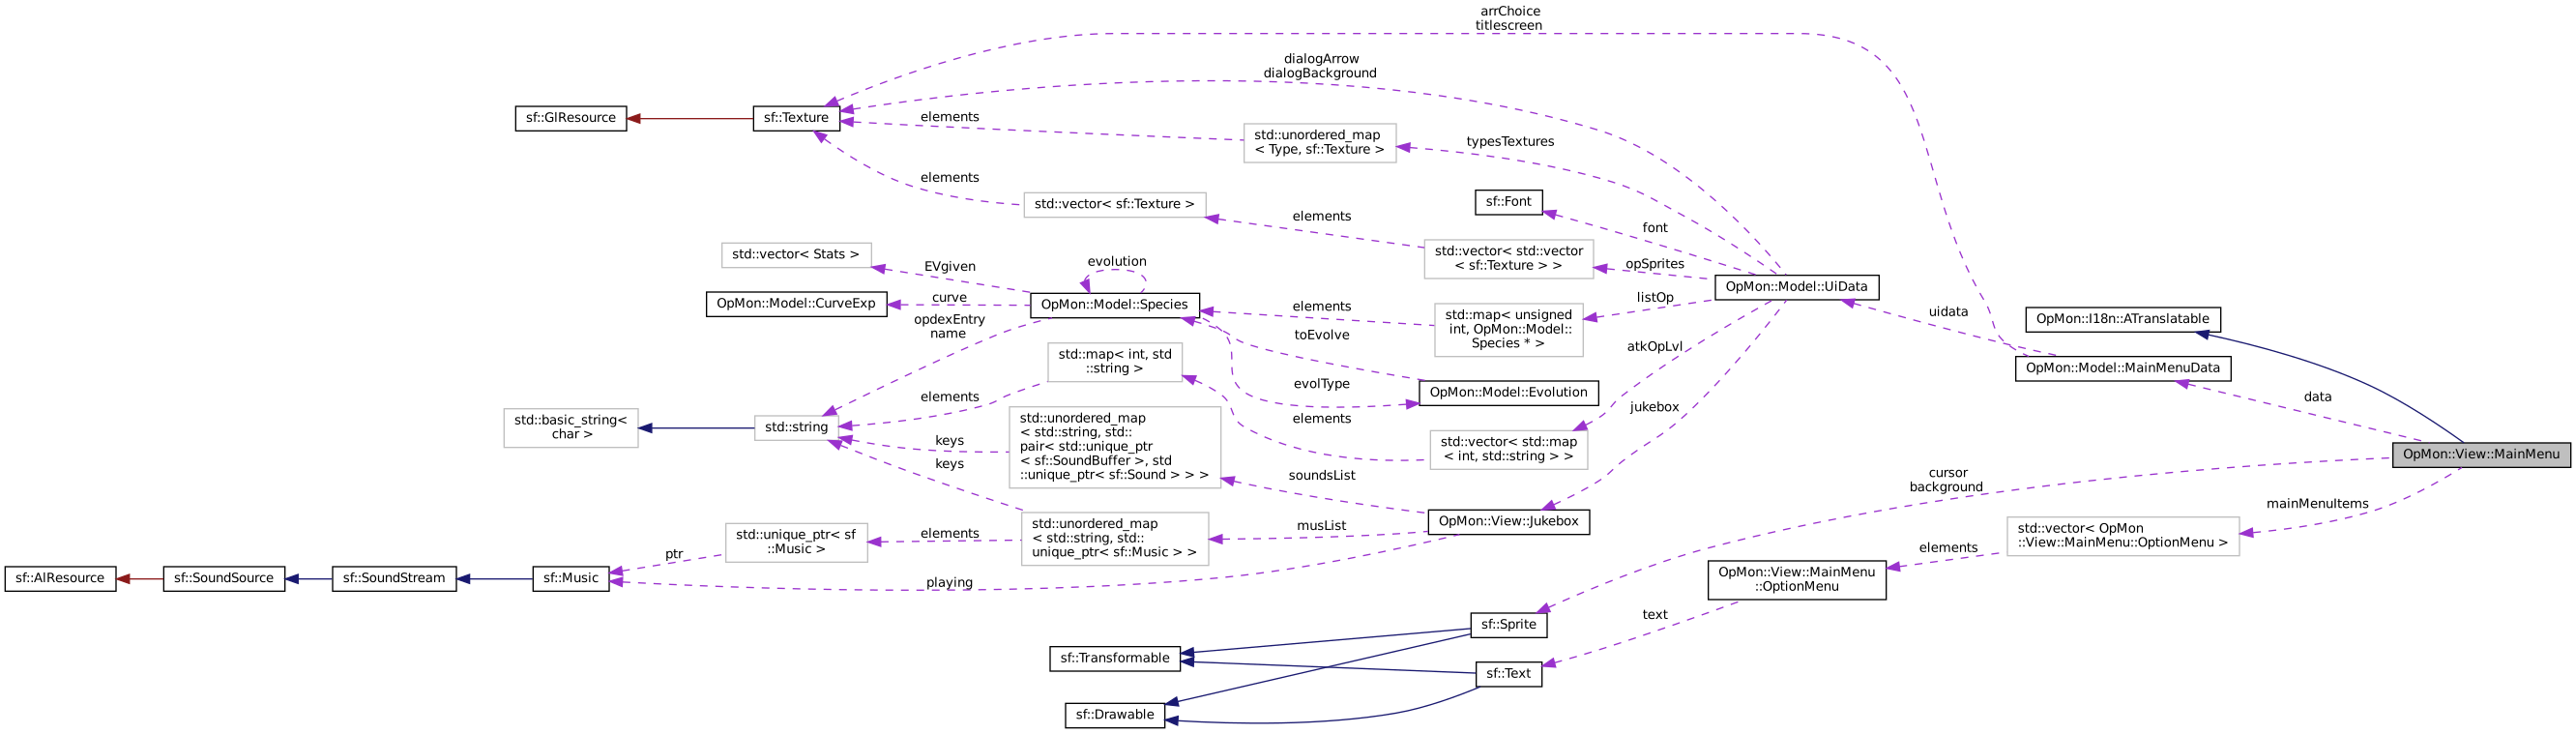 arrChoice
titlescreen
dialogArrow
dialogBackground
sf::GlResource
sf::Texture
elements
std::unordered_map
< Type, sf::Texture >
typesTextures
elements
std::vector< sf::Texture >
elements
sf::Font
font
std::vector< Stats >
EVgiven
evolution
std::vector< std::vector
< sf::Texture > >
opSprites
OpMon::Model::UiData
OpMon::Model::CurveExp
curve
OpMon::Model::Species
elements
std::map< unsigned
int, OpMon::Model::
Species * >
listOp
uidata
OpMon::I18n::ATranslatable
opdexEntry
name
toEvolve
atkOpLvl
std::map< int, std
::string >
OpMon::Model::MainMenuData
elements
evolType
OpMon::Model::Evolution
data
std::basic_string<
char >
std::string
std::unordered_map
< std::string, std::
pair< std::unique_ptr
< sf::SoundBuffer >, std
::unique_ptr< sf::Sound > > >
elements
jukebox
keys
keys
std::vector< std::map
< int, std::string > >
OpMon::View::MainMenu
soundsList
cursor
background
mainMenuItems
std::unique_ptr< sf
::Music >
elements
std::unordered_map
< std::string, std::
unique_ptr< sf::Music > >
musList
OpMon::View::Jukebox
std::vector< OpMon
::View::MainMenu::OptionMenu >
ptr
elements
sf::AlResource
sf::SoundSource
sf::SoundStream
sf::Music
playing
OpMon::View::MainMenu
::OptionMenu
text
sf::Sprite
sf::Transformable
sf::Text
sf::Drawable